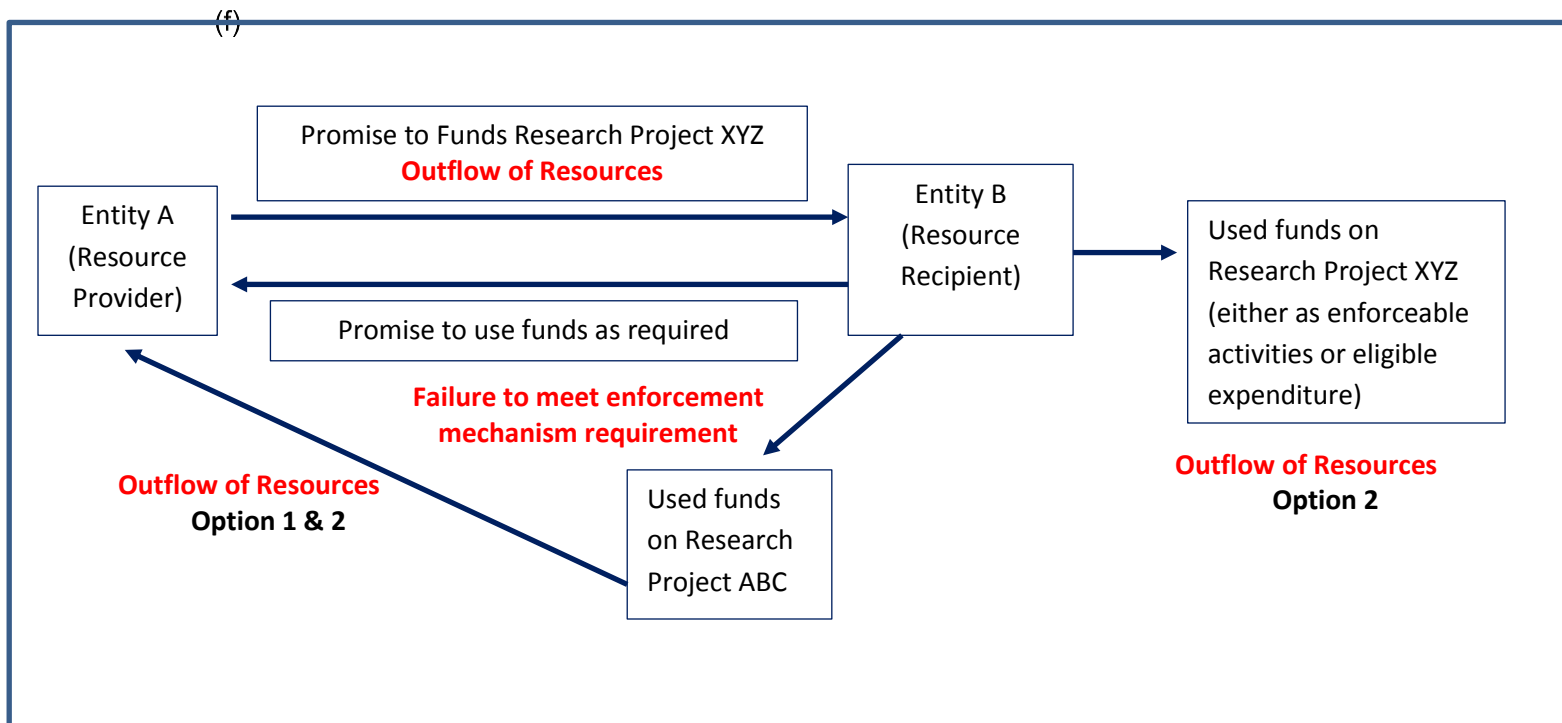 (f)
Promise to Funds Research Project XYZ
Outflow of Resources
Entity A
(Resource
Provider)
Entity B
(Resource
Recipient)
Used funds on
Research Project XYZ
(either as enforceable
activities or eligible
expenditure)
Promise to use funds as required
Failure to meet enforcement
mechanism requirement
Outflow of Resources
Option 1 & 2
Used funds
on Research
Project ABC
Outflow of Resources
Option 2